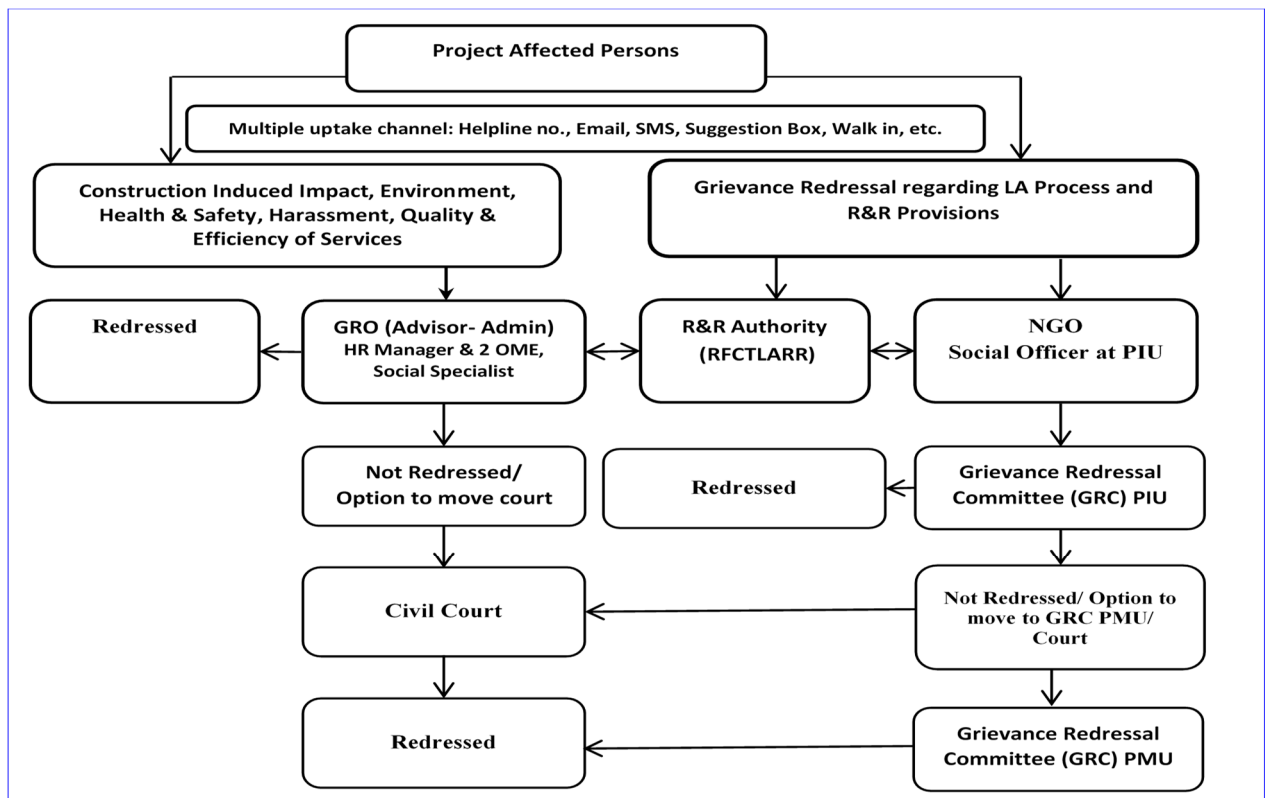 Project Affected Persons
Multiple uptake channel: Helpline no., Email, SMS, Suggestion Box, Walk in, etc.
Construction Induced Impact, Environment,
Health & Safety, Harassment, Quality &
Efficiency of Services
Grievance Redressal regarding LA Process and
R&R Provisions
Redressed
GRO (Advisor- Admin)
HR Manager & 2 OME,
Social Specialist
R&R Authority
(RFCTLARR)
NGO
Social Officer at PIU
Not Redressed/
Option to move court
Redressed
Grievance Redressal
Committee (GRC) PIU
Civil Court
Not Redressed/ Option to
move to GRC PMU/
Court
Redressed
Grievance Redressal
Committee (GRC) PMU